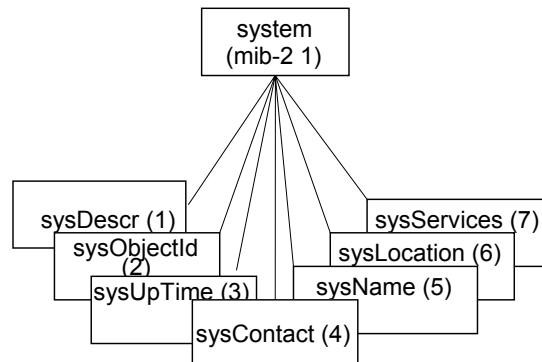 system
(mib-2 1)
sysDescr (1)
sysObjectId
(2)
sysUpTime (3)
sysContact (4)
sysName (5)
sysLocation (6)
sysServices (7)